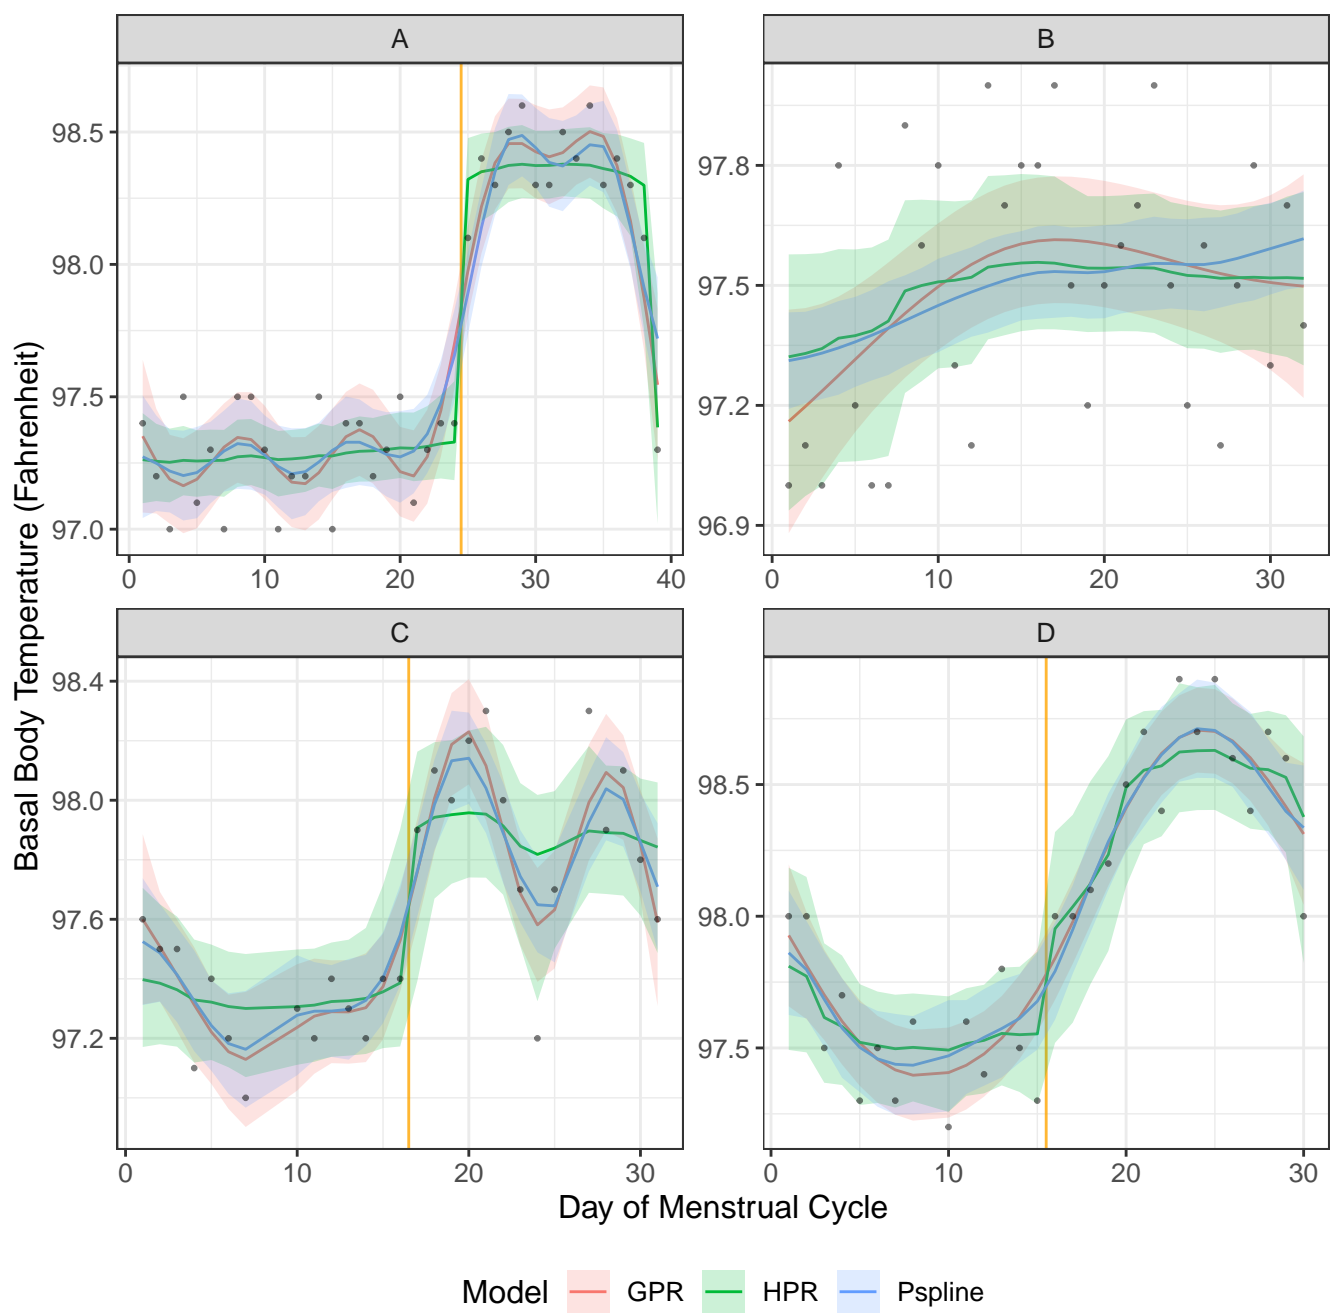 A
B
98.5
98.0
97.5
97.0
97.8
97.5
97.2
96.9
0 10 20 30 40
0 10 20 30
Basal Body Temperature (Fahrenheit)
C
D
98.4
98.0
97.6
97.2
98.5
98.0
97.5
0 10 20 30
0 10 20 30
Day of Menstrual Cycle
Model GPR HPR Pspline